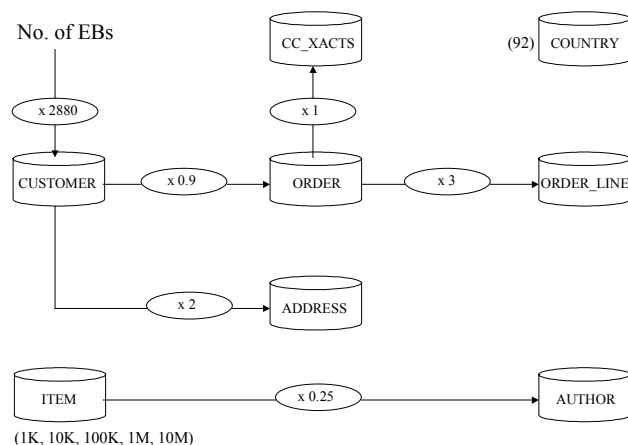 No. of EBs
CC_XACTS
(92)
COUNTRY
x 2880
x 1
CUSTOMER
x 0.9
ORDER
x 3
ORDER_LINE
x 2
ADDRESS
ITEM
x 0.25
AUTHOR
(1K, 10K, 100K, 1M, 10M)